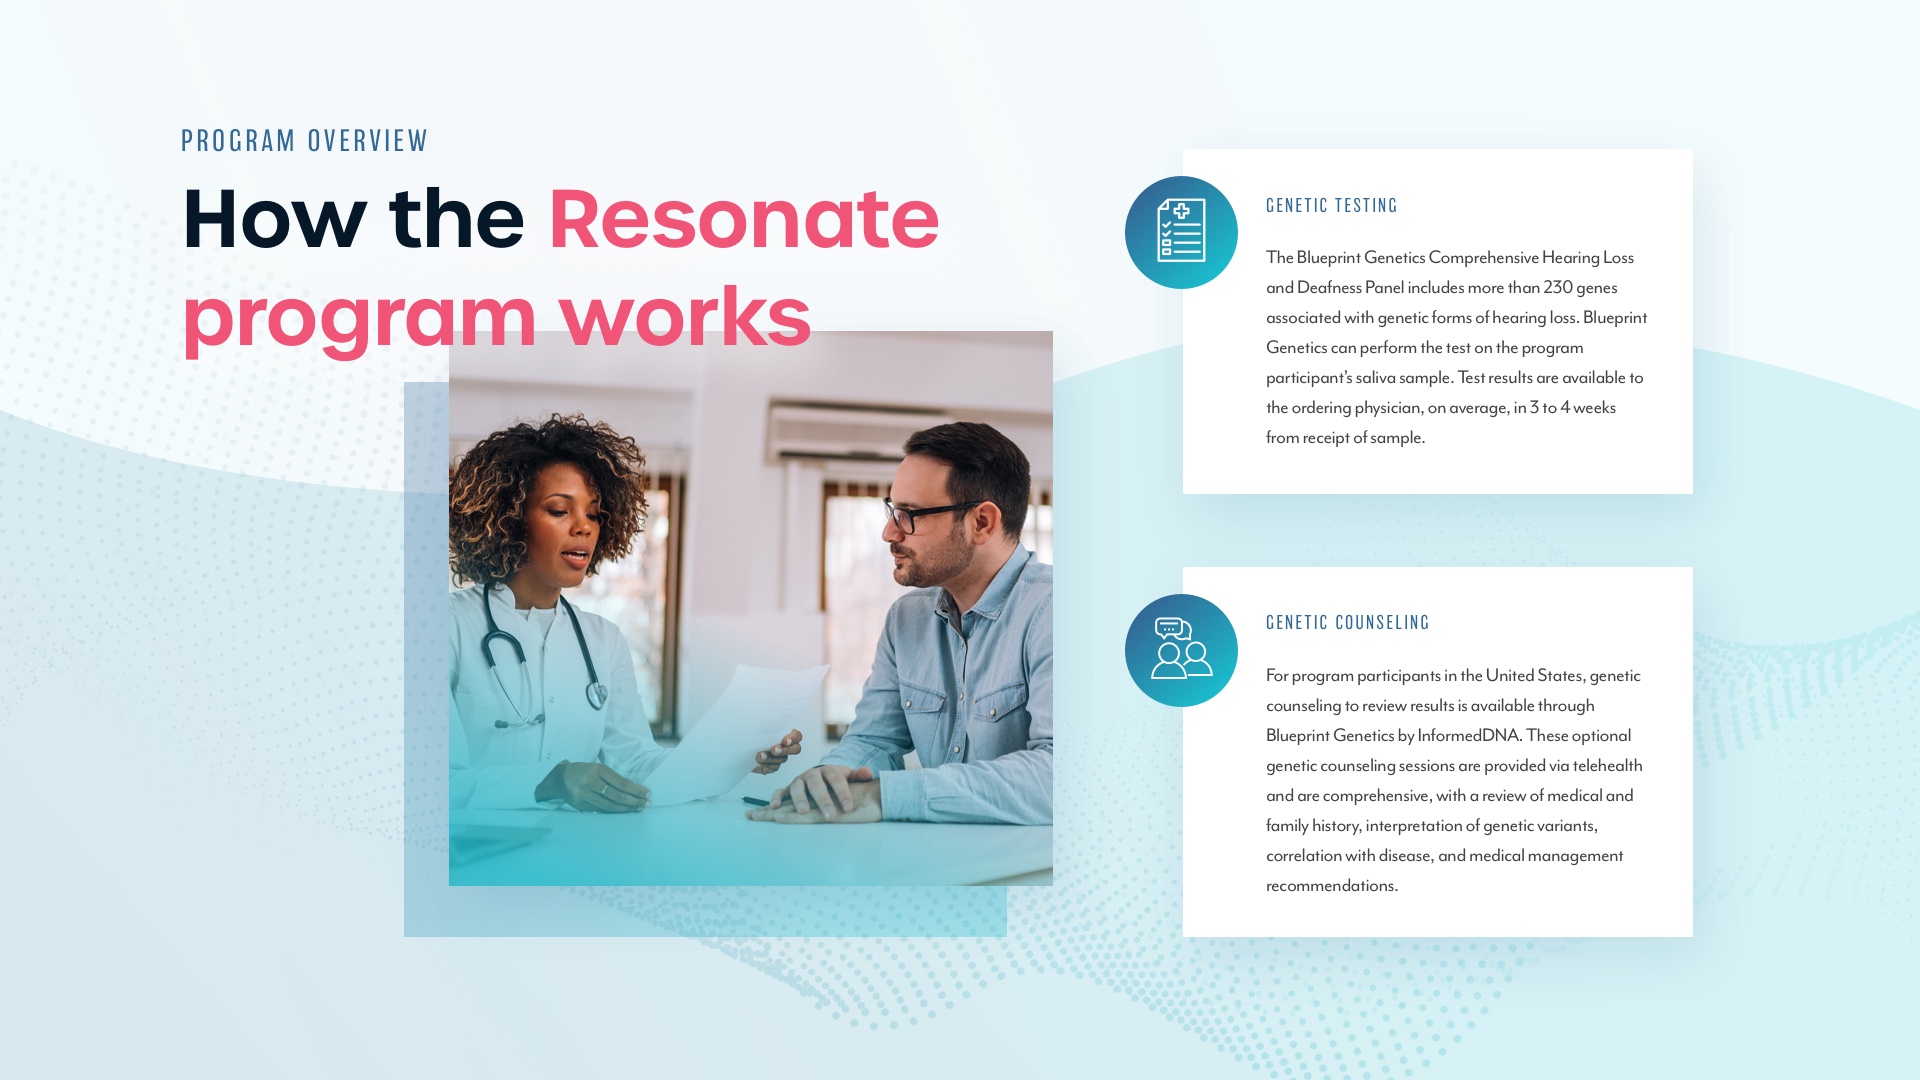 PROGRAM OVERVIEW
How the Resonate
program works
GENETIC TESTING
The Blueprint Genetics Comprehensive Hearing Loss
and Deafness Panel includes more than 230 genes
associated with genetic forms of hearing loss. Blueprint
Genetics can perform the test on the program
participant’s saliva sample. Test results are available to
the ordering physician, on average, in 3 to 4 weeks
from receipt of sample.
GENETIC COUNSELING
For program participants in the United States, genetic
counseling to review results is available through
Blueprint Genetics by InformedDNA. These optional
genetic counseling sessions are provided via telehealth
and are comprehensive, with a review of medical and
family history, interpretation of genetic variants,
correlation with disease, and medical management
recommendations.